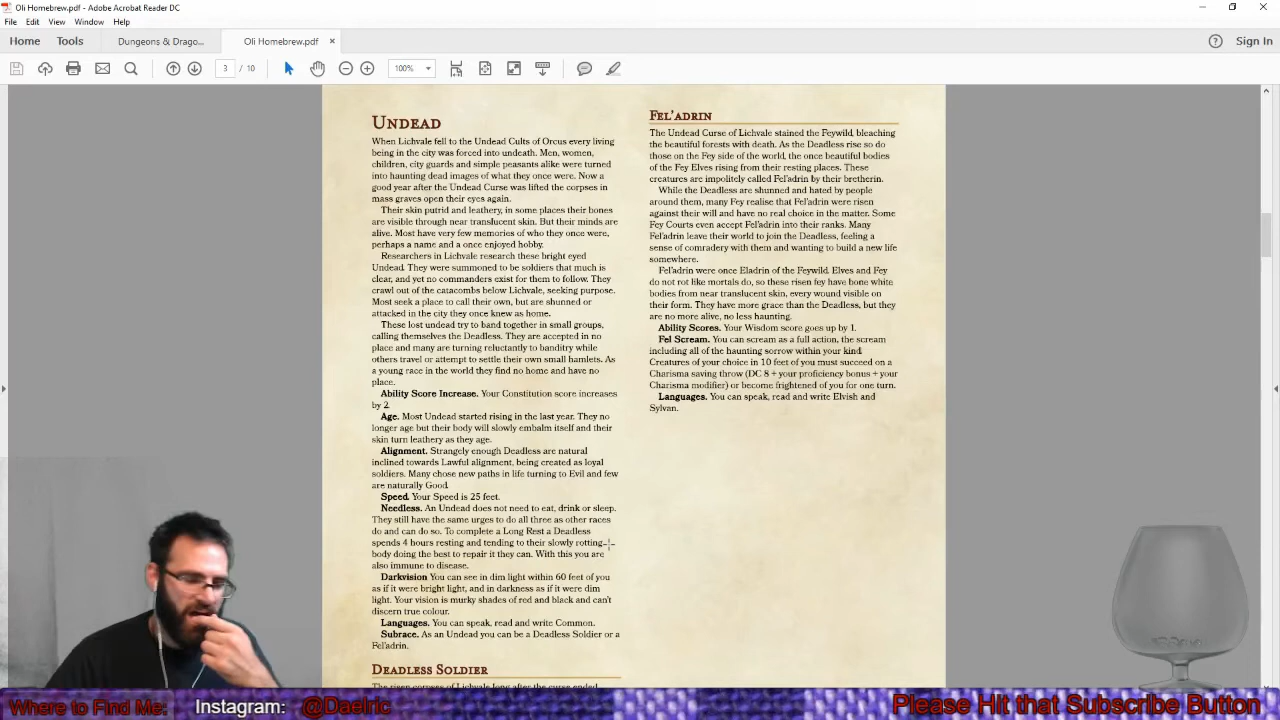 Oli Homebrew.pdf - Adobe Acrobat Reader DC
File Edit View Window Help
Home Tools Dungeons & Drago... Oli Homebrew.pdf × Sign In
3 / 10 100%
UNDEAD
When Lichvale fell to the Undead Cults of Orcus every living
being in the city was forced into undeath. Men, women,
children, city guards and simple peasants alike were turned
into haunting dead images of what they once were. Now a
good year after the Undead Curse was lifted the corpses in
mass graves open their eyes again.
Their skin putrid and leathery, in some places their bones
are visible through near translucent skin. But their minds are
alive. Most have very few memories of who they once were,
perhaps a name and a once enjoyed hobby.
Researchers in Lichvale research these bright eyed
Undead. They were summoned to be soldiers that much is
clear, and yet no commanders exist for them to follow. They
crawl out of the catacombs below Lichvale, seeking purpose.
Most seek a place to call their own, but are shunned or
attacked in the city they once knew as home.
These lost undead try to band together in small groups,
calling themselves the Deadless. They are accepted in no
place and many are turning reluctantly to banditry while
others travel or attempt to settle their own small hamlets. As
a young race in the world they find no home and have no
place.
Ability Score Increase. Your Constitution score increases
by 2.
Age. Most Undead started rising in the last year. They no
longer age but their body will slowly embalm itself and their
skin turn leathery as they age.
Alignment. Strangely enough Deadless are natural
inclined towards Lawful alignment, being created as loyal
soldiers. Many chose new paths in life turning to Evil and few
are naturally Good.
Speed. Your Speed is 25 feet.
Needless. An Undead does not need to eat, drink or sleep.
They still have the same urges to do all three as other races
do and can do so. To complete a Long Rest a Deadless
spends 4 hours resting and tending to their slowly rotting
body doing the best to repair it they can. With this you are
also immune to disease.
Darkvision You can see in dim light within 60 feet of you
as if it were bright light, and in darkness as if it were dim
light. Your vision is murky shades of red and black and can't
discern true colour.
Languages. You can speak, read and write Common.
Subrace. As an Undead you can be a Deadless Soldier or a
Fel'adrin.
DEADLESS SOLDIER
The risen corpses of Lichvale long after the curse ended
FEL'ADRIN
The Undead Curse of Lichvale stained the Feywild, bleaching
the beautiful forests with death. As the Deadless rise so do
those on the Fey side of the world, the once beautiful bodies
of the Fey Elves rising from their resting places. These
creatures are impolitely called Fel'adrin by their bretherin.
While the Deadless are shunned and hated by people
around them, many Fey realise that Fel'adrin were risen
against their will and have no real choice in the matter. Some
Fey Courts even accept Fel'adrin into their ranks. Many
Fel'adrin leave their world to join the Deadless, feeling a
sense of comradery with them and wanting to build a new life
somewhere.
Fel'adrin were once Eladrin of the Feywild. Elves and Fey
do not rot like mortals do, so these risen fey have bone white
bodies from near translucent skin, every wound visible on
their form. They have more grace than the Deadless, but they
are no more alive, no less haunting.
Ability Scores. Your Wisdom score goes up by 1.
Fel Scream. You can scream as a full action, the scream
including all of the haunting sorrow within your kind.
Creatures of your choice in 10 feet of you must succeed on a
Charisma saving throw (DC 8 + your proficiency bonus + your
Charisma modifier) or become frightened of you for one turn.
Languages. You can speak, read and write Elvish and
Sylvan.
Where to Find Me: Instagram: @Daelric Please Hit that Subscribe Button